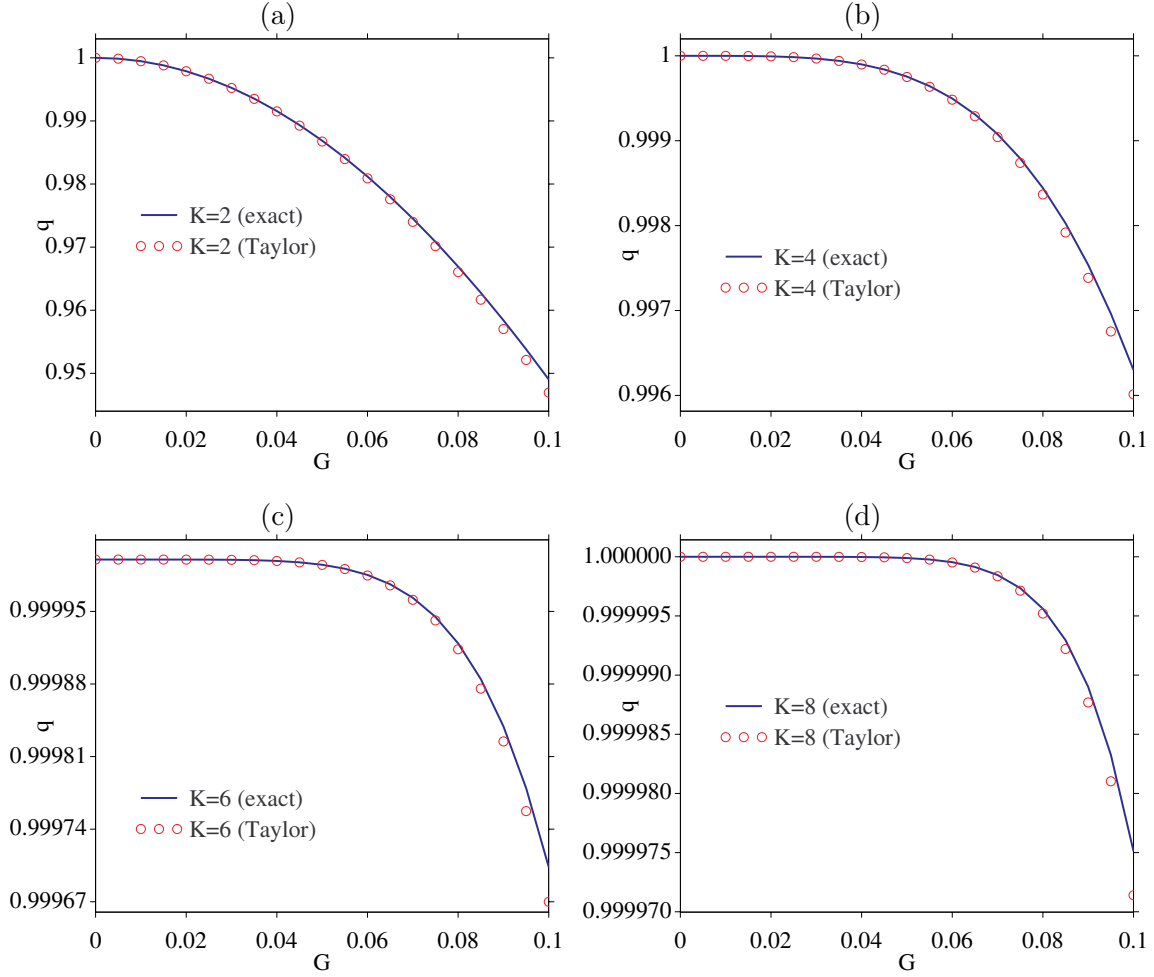 (a)
1
0.99
0.98
0.97
0.96
0.95
q
K=2 (exact)
K=2 (Taylor)
0 0.02 0.04 0.06 0.08 0.1
G
(b)
1
0.999
0.998
0.997
0.996
q
K=4 (exact)
K=4 (Taylor)
0 0.02 0.04 0.06 0.08 0.1
G
(c)
0.99995
0.99988
0.99981
0.99974
0.99967
q
K=6 (exact)
K=6 (Taylor)
0 0.02 0.04 0.06 0.08 0.1
G
(d)
1.000000
0.999995
0.999990
0.999985
0.999980
0.999975
0.999970
q
K=8 (exact)
K=8 (Taylor)
0 0.02 0.04 0.06 0.08 0.1
G